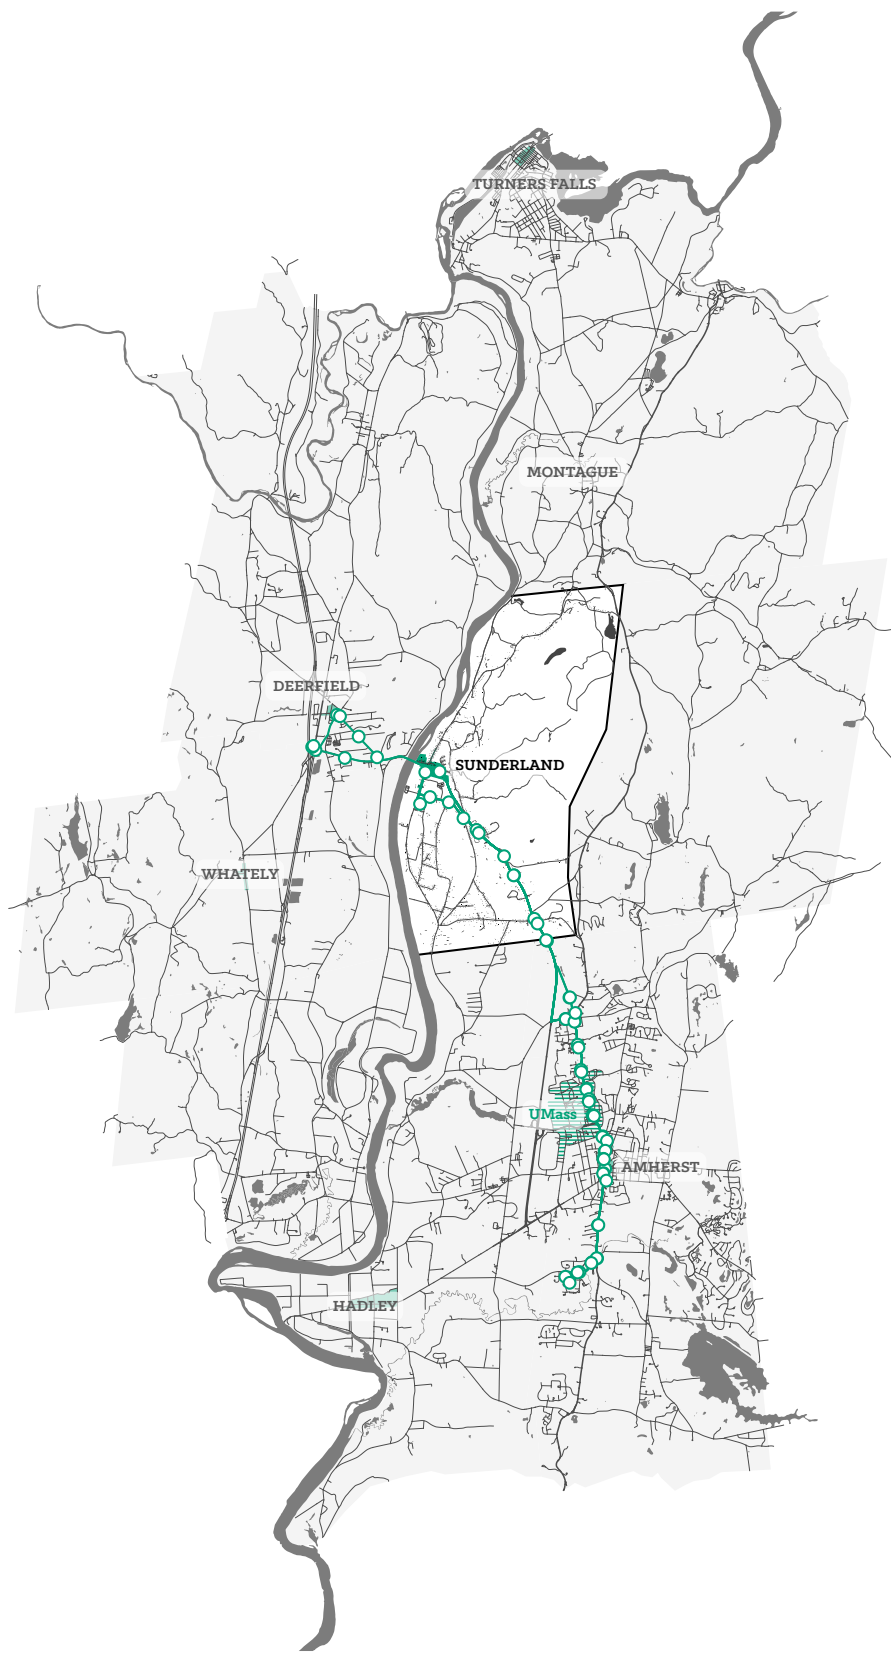 TURNERS FALLS
MONTAGUE
DEERFIELD
SUNDERLAND
WHATELY
UMass
AMHERST
HADLEY